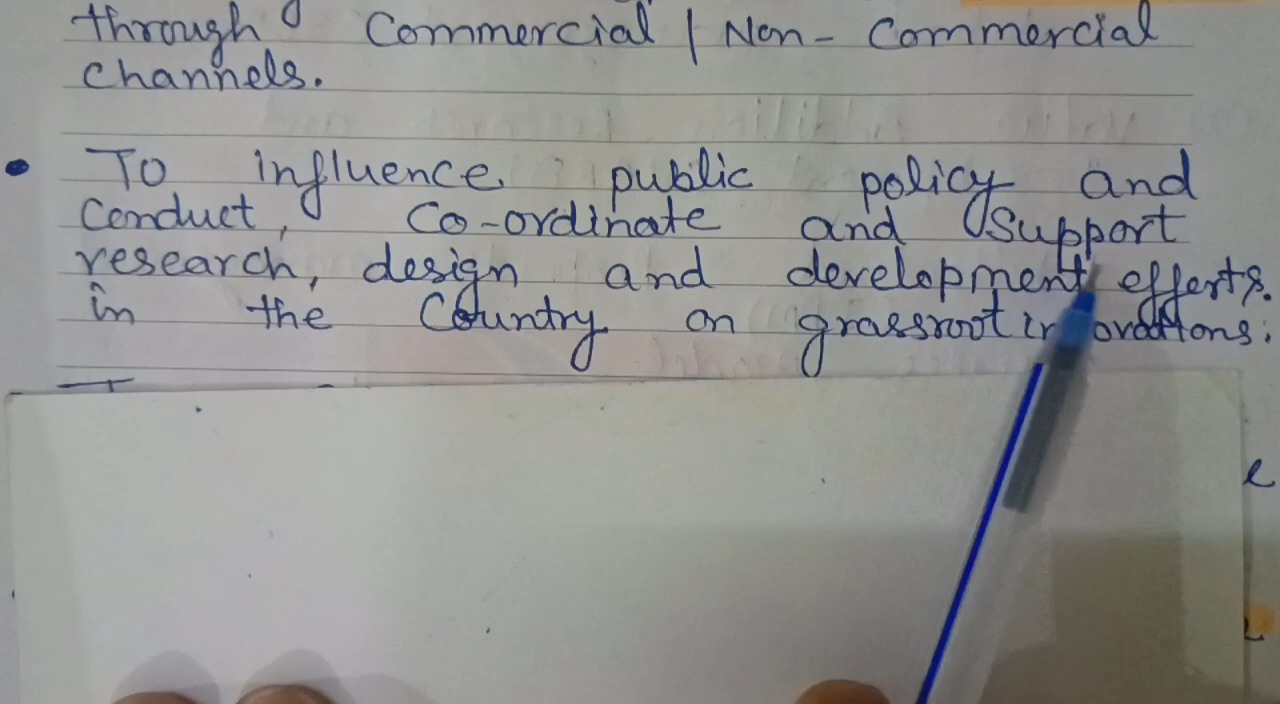 through Commercial / Non-Commercial
Channels.
• To influence public policy and
Conduct, Co-ordinate and Support
research, design and development efforts.
in the Country on grassroot innovations.